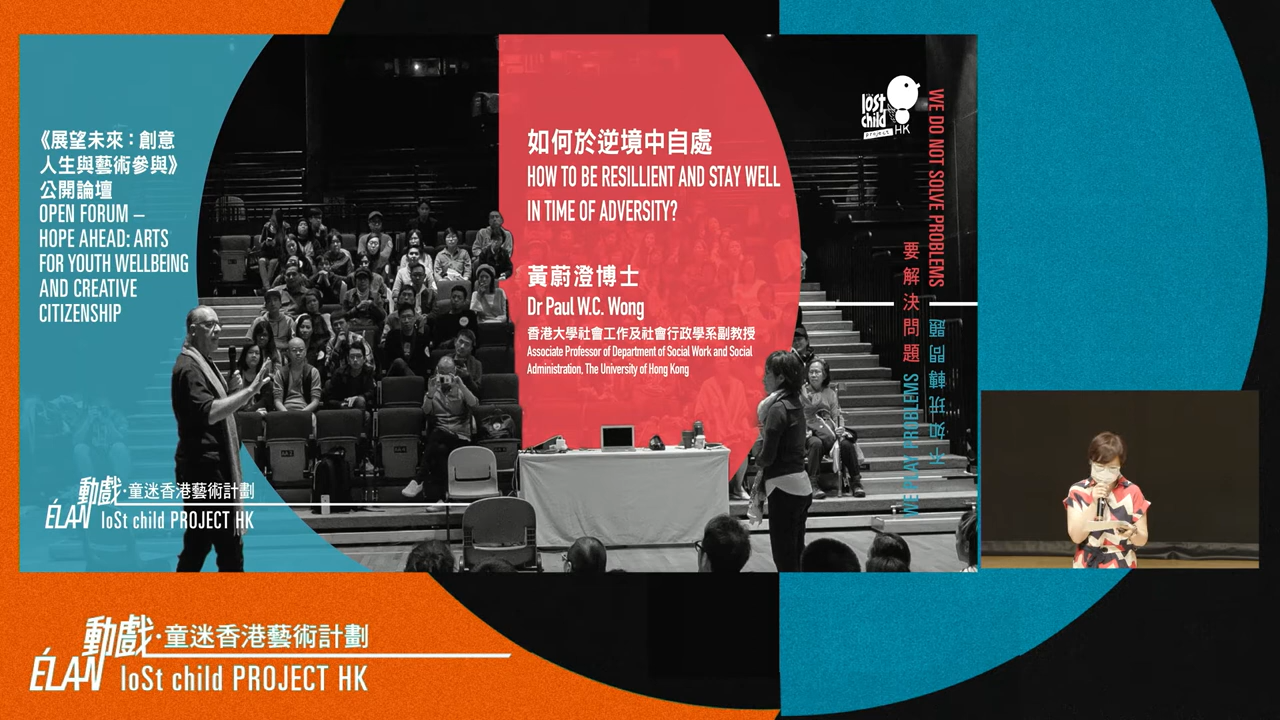 《展望未來：創意
人生與藝術參與》
公開論壇
OPEN FORUM –
HOPE AHEAD: ARTS
FOR YOUTH WELLBEING
AND CREATIVE
CITIZENSHIP
如何於逆境中自處
HOW TO BE RESILLIENT AND STAY WELL
IN TIME OF ADVERSITY?
黃蔚澄博士
Dr Paul W.C. Wong
香港大學社會工作及社會行政學系副教授
Associate Professor of Department of Social Work and Social
Administration, The University of Hong Kong
loSt
child
project HK
WE DO NOT SOLVE PROBLEMS
要解決問題
不如玩轉問題
WE PLAY PROBLEMS
動戲·童迷香港藝術計劃
ÉLAN loSt child PROJECT HK
動戲·童迷香港藝術計劃
ÉLAN loSt child PROJECT HK